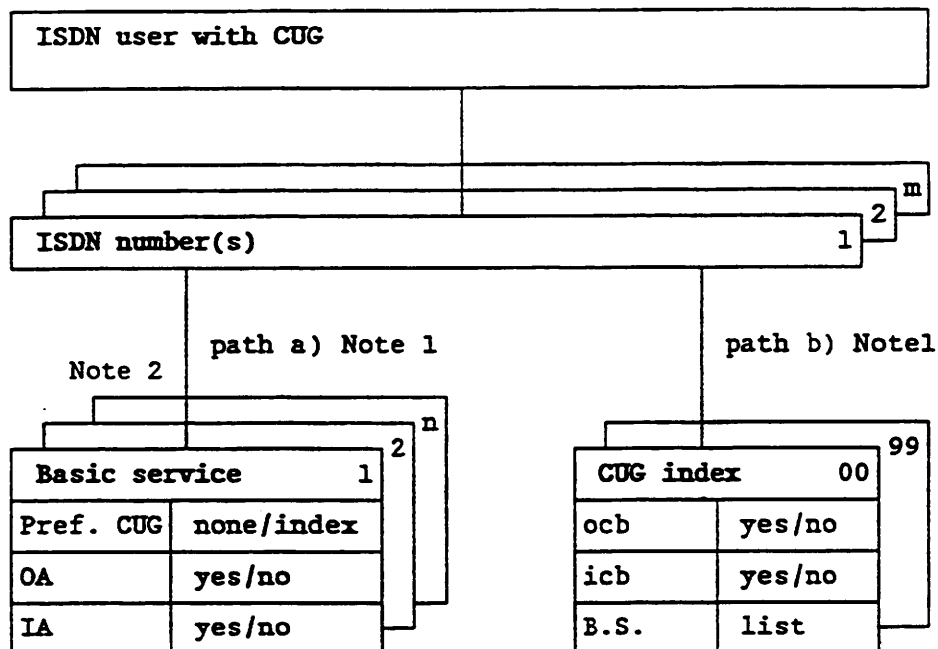 ISDN user with CUG
m
2
ISDN number(s) 1
path a) Note 1
path b) Note1
Note 2
n
2
99
Basic service 1
CUG index 00
Pref. CUG none/index
ocb yes/no
OA yes/no
icb yes/no
IA yes/no
B.S. list